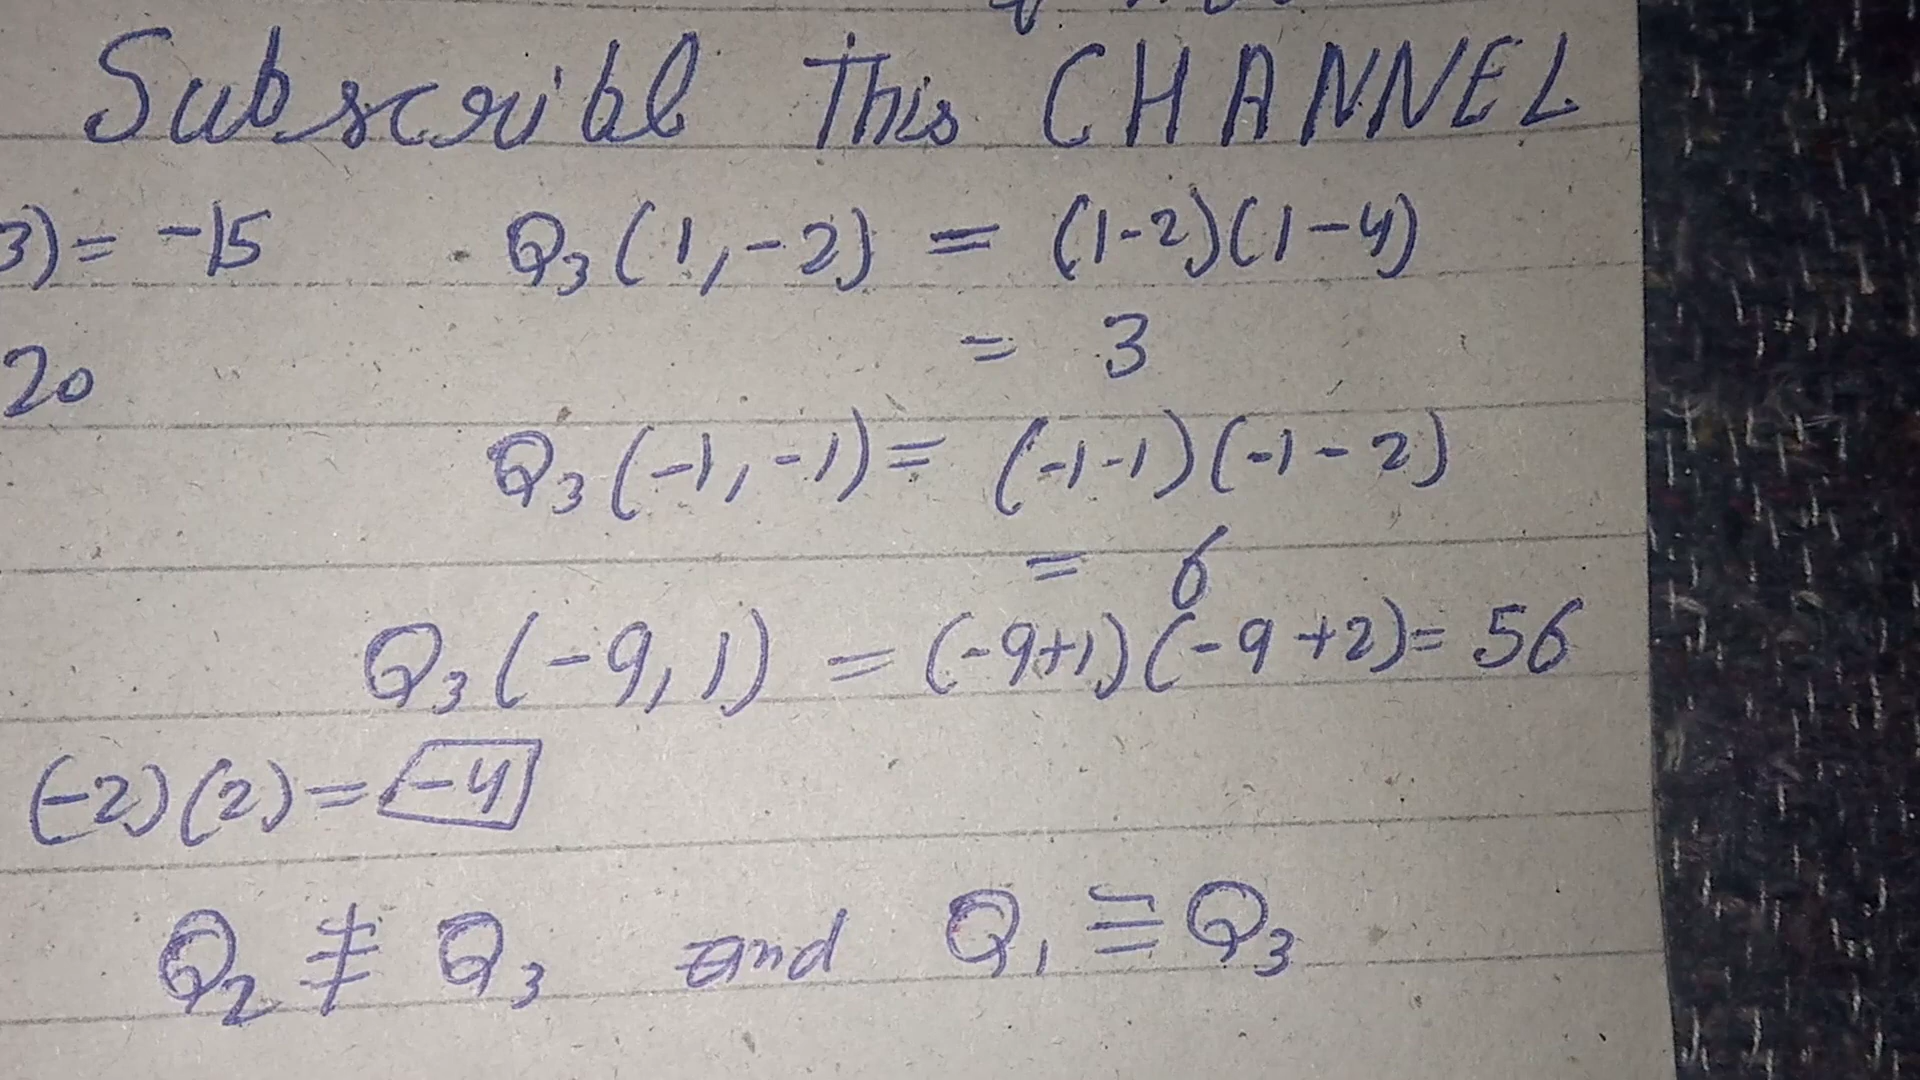 Subscribl This CHANNEL
3) = -15 Q₃(1,-2) = (1-2)(1-4)
= 3
20
Q₃(-1,-1) = (-1-1)(-1-2)
= 6
Q₃(-9,1) = (-9+1)(-9+2) = 56
(-2)(2) = -4
Q₂ ≇ Q₃ and Q₁ ≅ Q₃